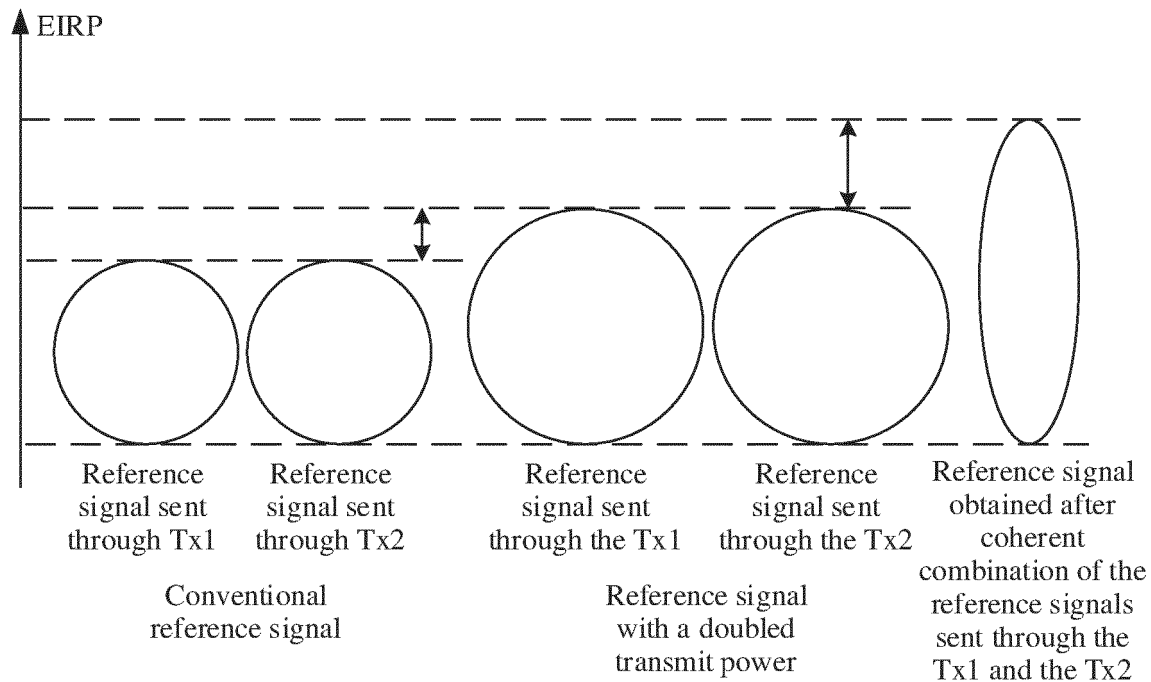 EIRP
Reference
signal sent
through Tx1
Reference
signal sent
through Tx2
Conventional
reference signal
Reference
signal sent
through the Tx1
Reference
signal sent
through the Tx2
Reference signal
with a doubled
transmit power
Reference signal
obtained after
coherent
combination of the
reference signals
sent through the
Tx1 and the Tx2